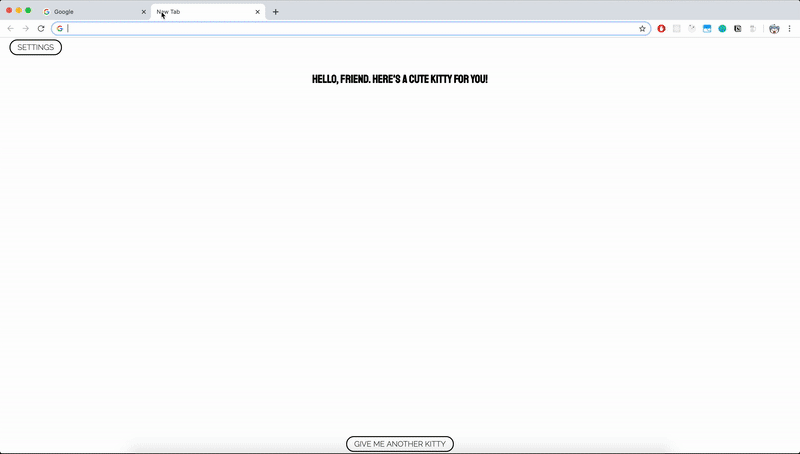 Google
New Tab
SETTINGS
HELLO, FRIEND. HERE'S A CUTE KITTY FOR YOU!
GIVE ME ANOTHER KITTY